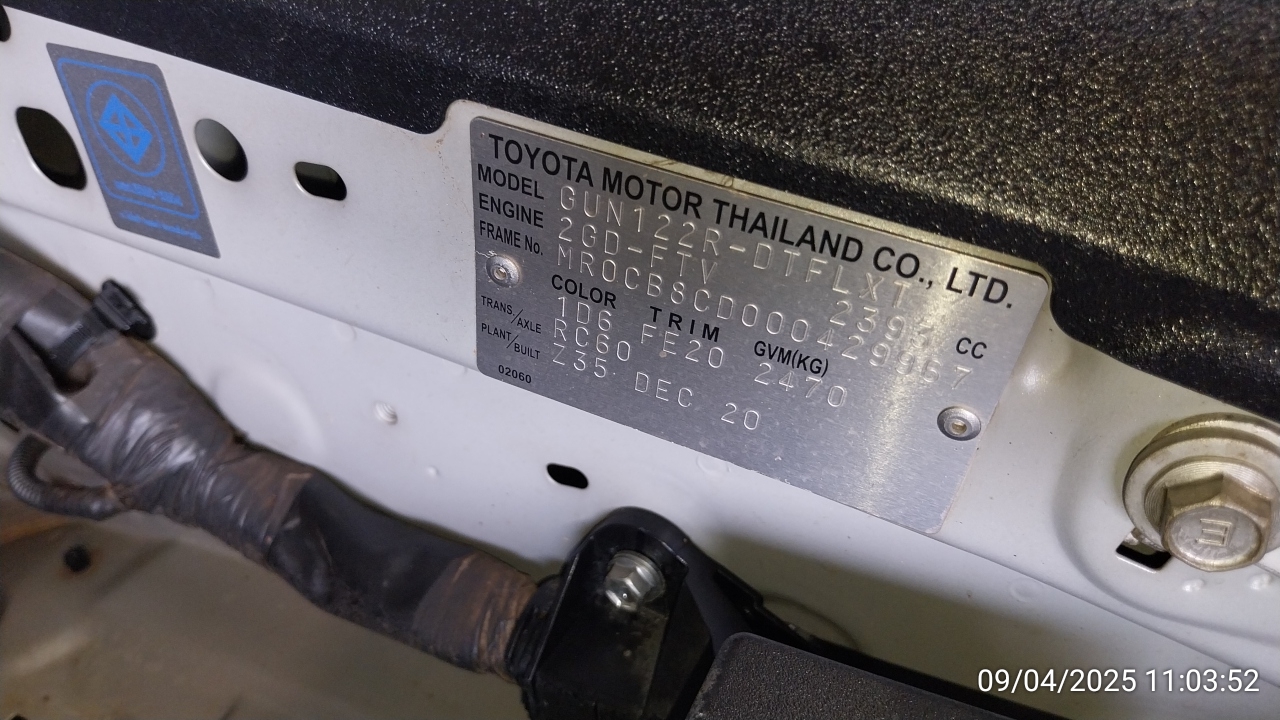 TOYOTA MOTOR THAILAND CO., LTD.
MODEL GUN122R-DTFLXT
ENGINE 2GD-FTV 2393 CC
FRAME No. MR0CB8CD000429867
COLOR TRIM GVM(KG)
1D6 FE20 2470
TRANS/AXLE RC60
PLANT/BUILT Z35 DEC 20
02060
09/04/2025 11:03:52